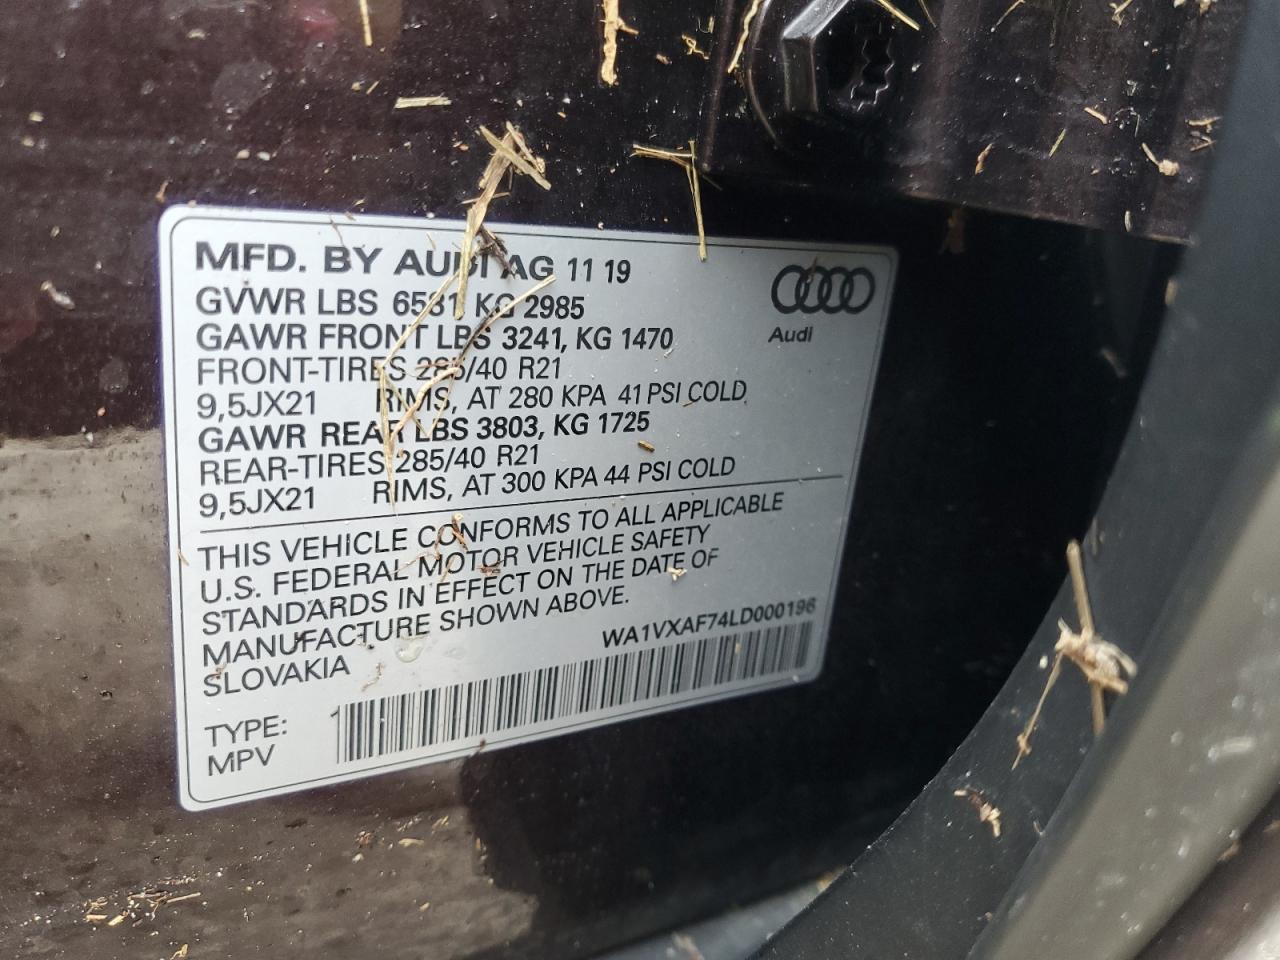 MFD. BY AUDI AG 11 19
GVWR LBS 6581 KG 2985
GAWR FRONT LBS 3241, KG 1470
FRONT-TIRES 285/40 R21
9,5JX21 RIMS, AT 280 KPA 41 PSI COLD
GAWR REAR LBS 3803, KG 1725
REAR-TIRES 285/40 R21
9,5JX21 RIMS, AT 300 KPA 44 PSI COLD
Audi
THIS VEHICLE CONFORMS TO ALL APPLICABLE
U.S. FEDERAL MOTOR VEHICLE SAFETY
STANDARDS IN EFFECT ON THE DATE OF
MANUFACTURE SHOWN ABOVE.
SLOVAKIA
WA1VXAF74LD000196
TYPE: 1
MPV